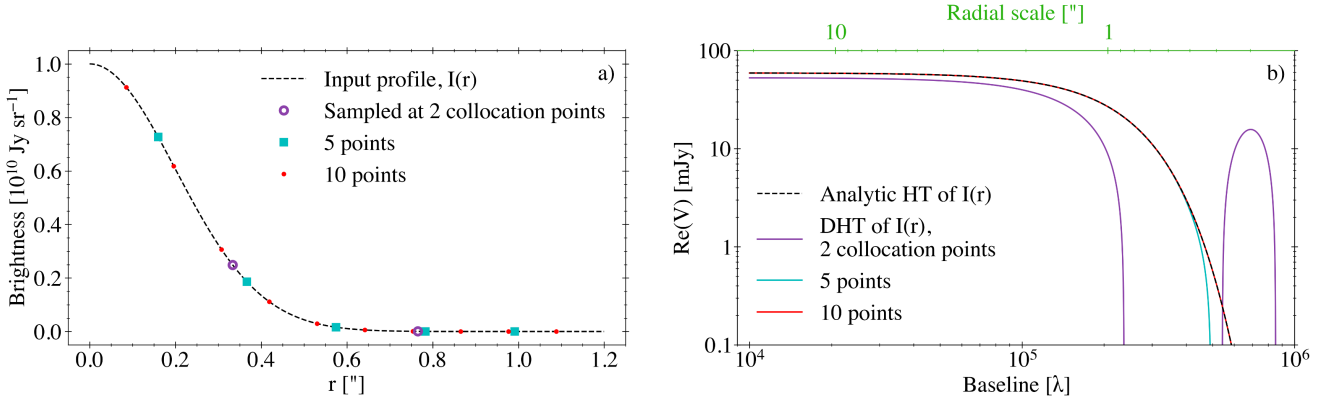 a)
Input profile, I(r)
Sampled at 2 collocation points
5 points
10 points
Brightness [10¹⁰ Jy sr⁻¹]
1.0
0.8
0.6
0.4
0.2
0.0
0.0 0.2 0.4 0.6 0.8 1.0 1.2
r ["]
Radial scale ["]
10 1
b)
Re(V) [mJy]
100
10
1
0.1
Analytic HT of I(r)
DHT of I(r),
2 collocation points
5 points
10 points
10⁴ 10⁵ 10⁶
Baseline [λ]